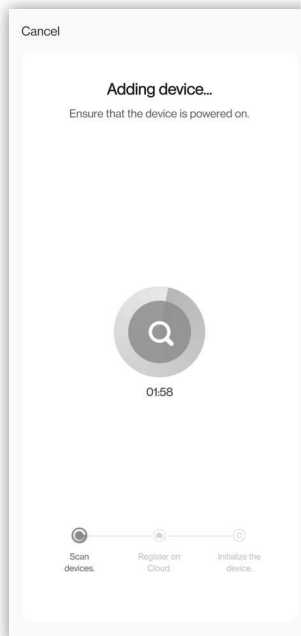 Cancel
Adding device...
Ensure that the device is powered on.
01:58
Scan
devices.
Register on
Cloud.
Initialize the
device.